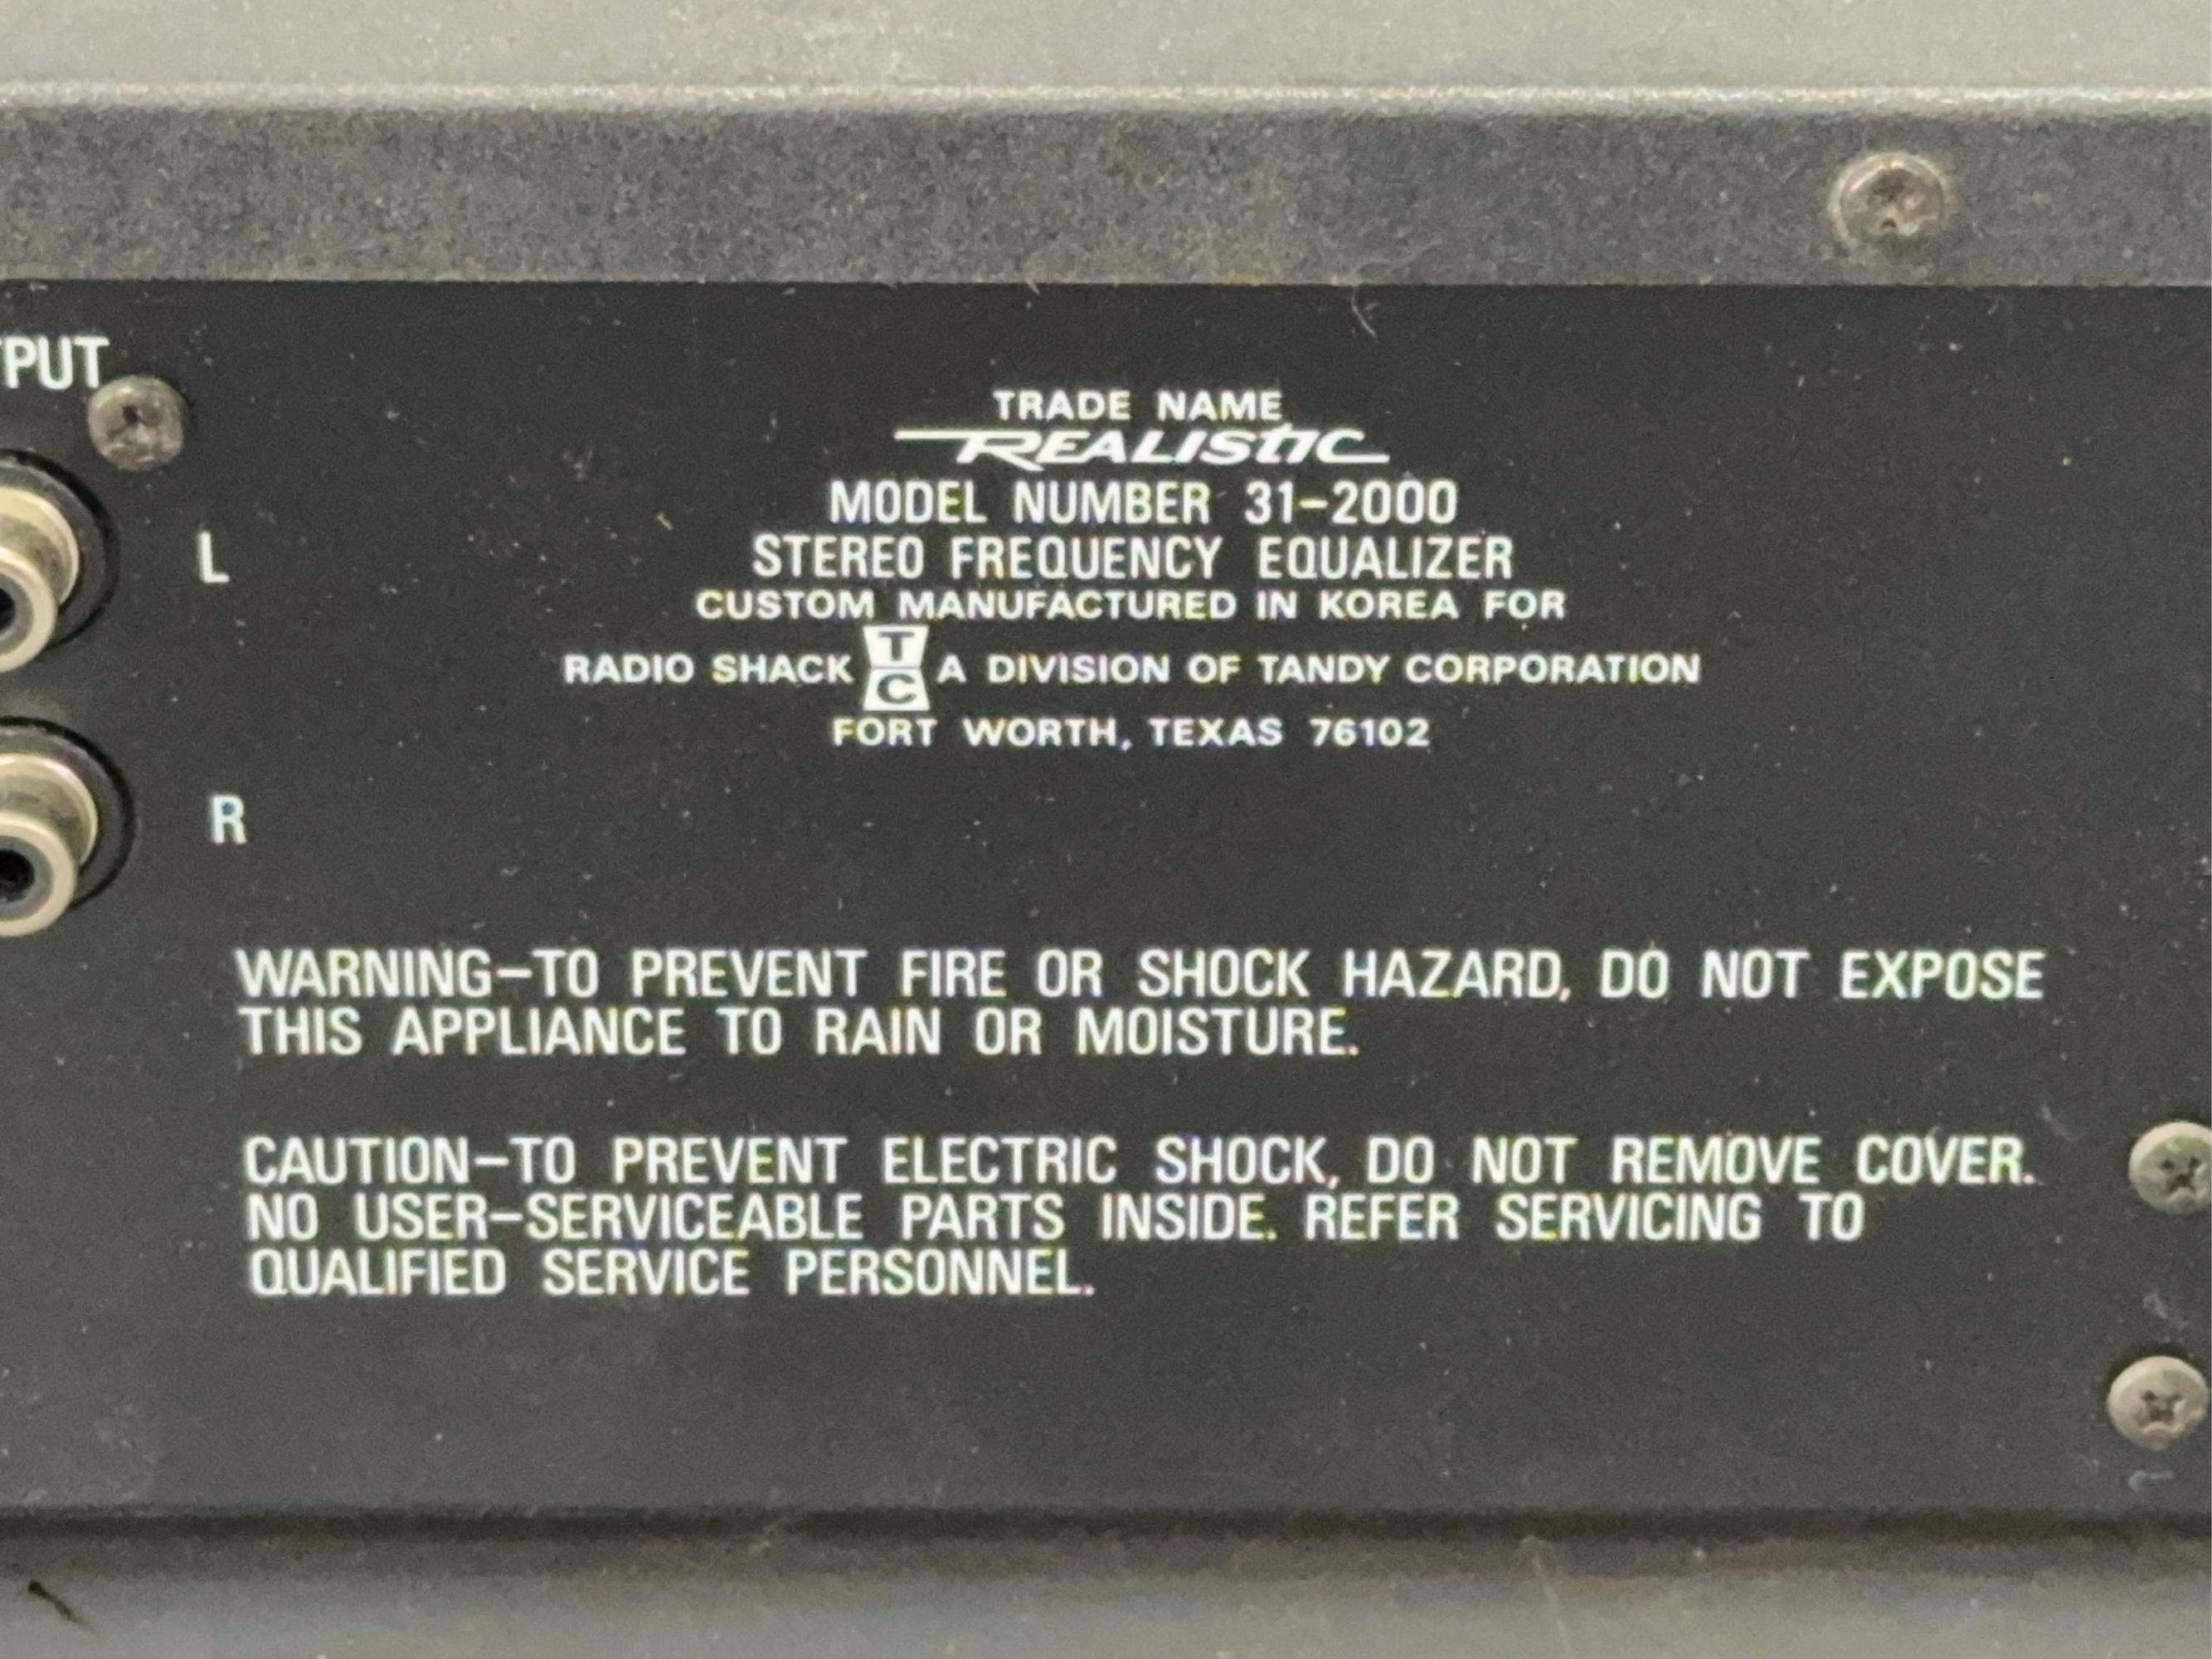 TPUT
L
R
TRADE NAME
REALISTIC
MODEL NUMBER 31-2000
STEREO FREQUENCY EQUALIZER
CUSTOM MANUFACTURED IN KOREA FOR
RADIO SHACK TC A DIVISION OF TANDY CORPORATION
FORT WORTH, TEXAS 76102
WARNING-TO PREVENT FIRE OR SHOCK HAZARD, DO NOT EXPOSE
THIS APPLIANCE TO RAIN OR MOISTURE.
CAUTION-TO PREVENT ELECTRIC SHOCK, DO NOT REMOVE COVER.
NO USER-SERVICEABLE PARTS INSIDE. REFER SERVICING TO
QUALIFIED SERVICE PERSONNEL.